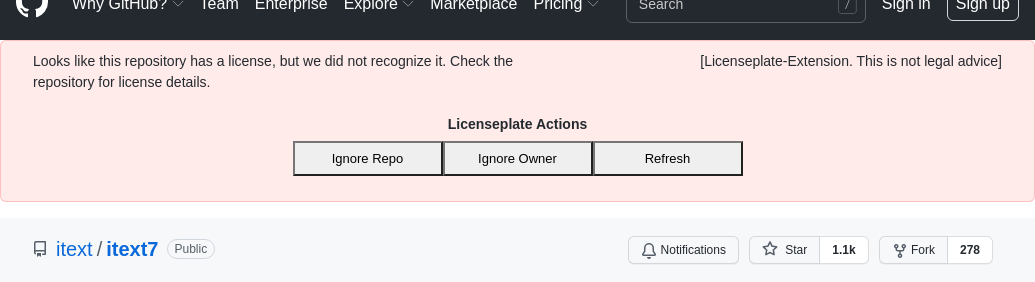 Why GitHub? Team Enterprise Explore Marketplace Pricing Search / Sign in Sign up
Looks like this repository has a license, but we did not recognize it. Check the
repository for license details.
[Licenseplate-Extension. This is not legal advice]
Licenseplate Actions
Ignore Repo Ignore Owner Refresh
itext / itext7 Public Notifications Star 1.1k Fork 278